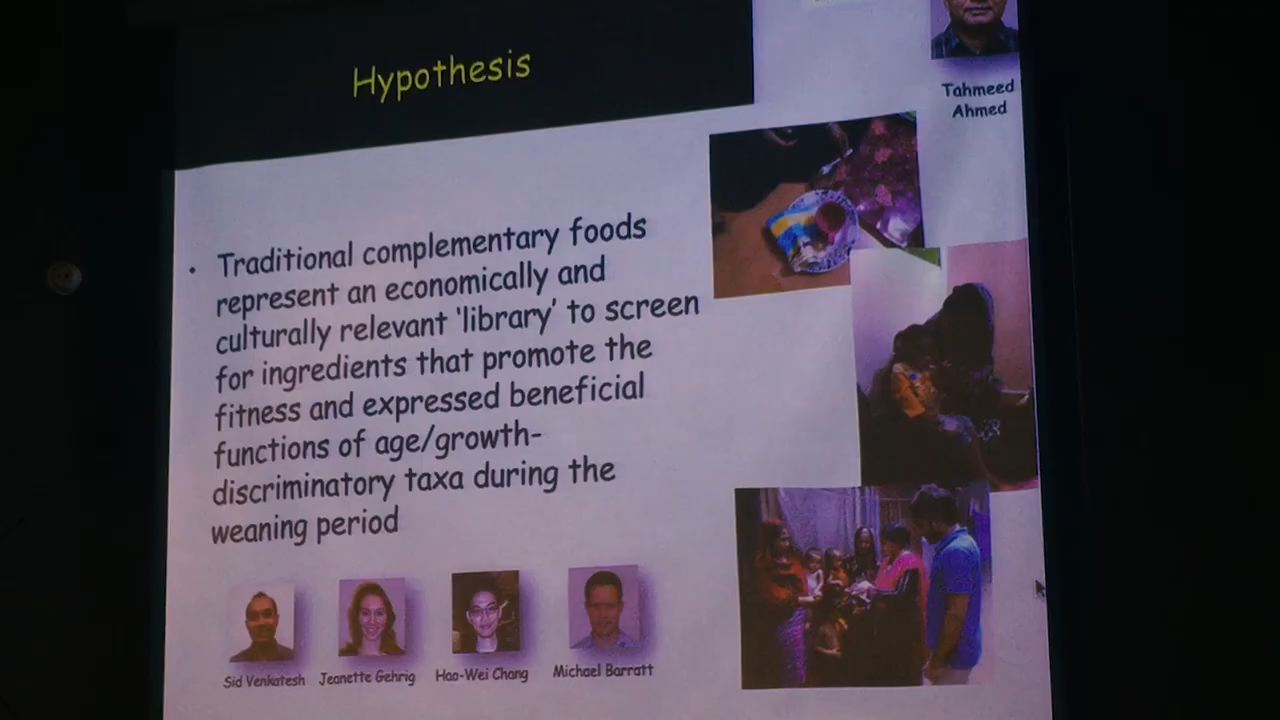 Hypothesis
Tahmeed
Ahmed
• Traditional complementary foods
represent an economically and
culturally relevant 'library' to screen
for ingredients that promote the
fitness and expressed beneficial
functions of age/growth-
discriminatory taxa during the
weaning period
Sid Venkatesh
Jeanette Gehrig
Hao-Wei Chang
Michael Barratt